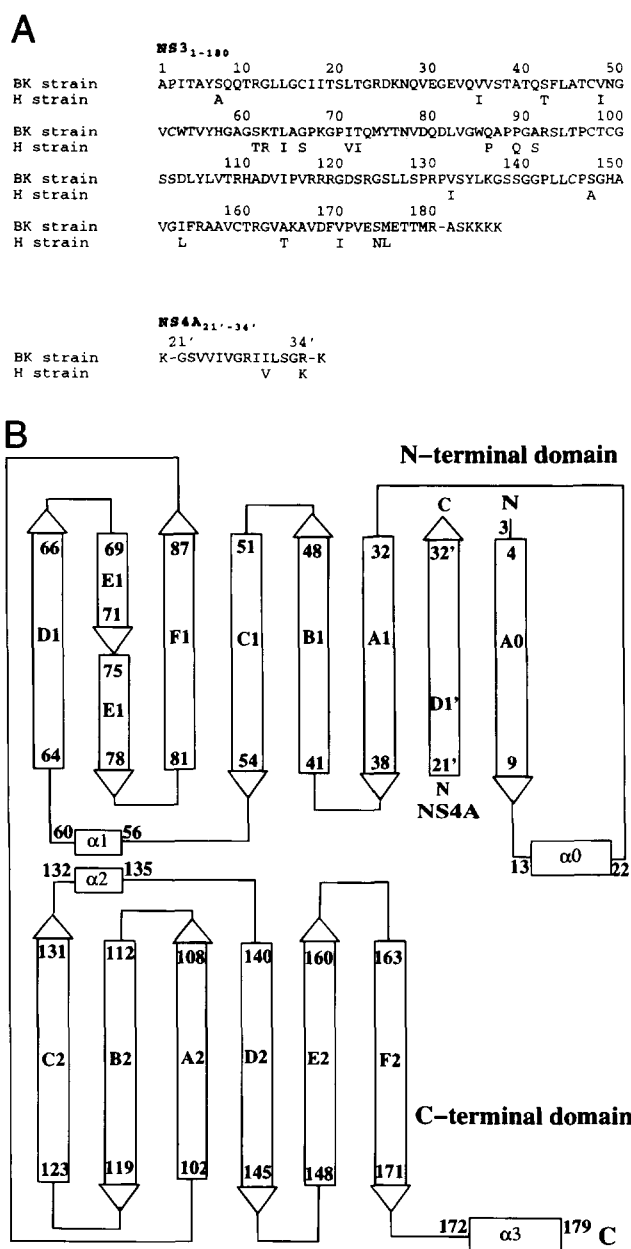 A
NS3₁₋₁₈₀
1 10 20 30 40 50
BK strain APITAYSQQTRGLLGCIITSLTGRDKNQVEGEVQVVSTATQSFLATCVNG
H strain A I T I
60 70 80 90 100
BK strain VCWTVYHGAGSKTLAGPKGPITQMYTNVDQDLVGWQAPPGARSLTPCTCG
H strain TR I S VI P Q S
110 120 130 140 150
BK strain SSDLYLVTRHADVIPVRRRGDSRGSLLSPRPVSYLKGSSGGPLLCPSGHA
H strain I A
160 170 180
BK strain VGIFRAAVCTRGVAKAVDFVPVESMETTMR-ASKKKK
H strain L T I NL
NS4A₂₁'₋₃₄'
21' 34'
BK strain K-GSVVIVGRIILSGR-K
H strain V K
B
N-terminal domain
C N
3
66 69 87 51 48 32 32' 4
E1
71
D1 F1 C1 B1 A1 A0
75
E1 D1'
64 78 81 54 41 38 21' 9
N
NS4A
60 α1 56 13 α0 22
132 α2 135
131 112 108 140 160 163
C2 B2 A2 D2 E2 F2
C-terminal domain
123 119 102 145 148 171
172 α3 179 C